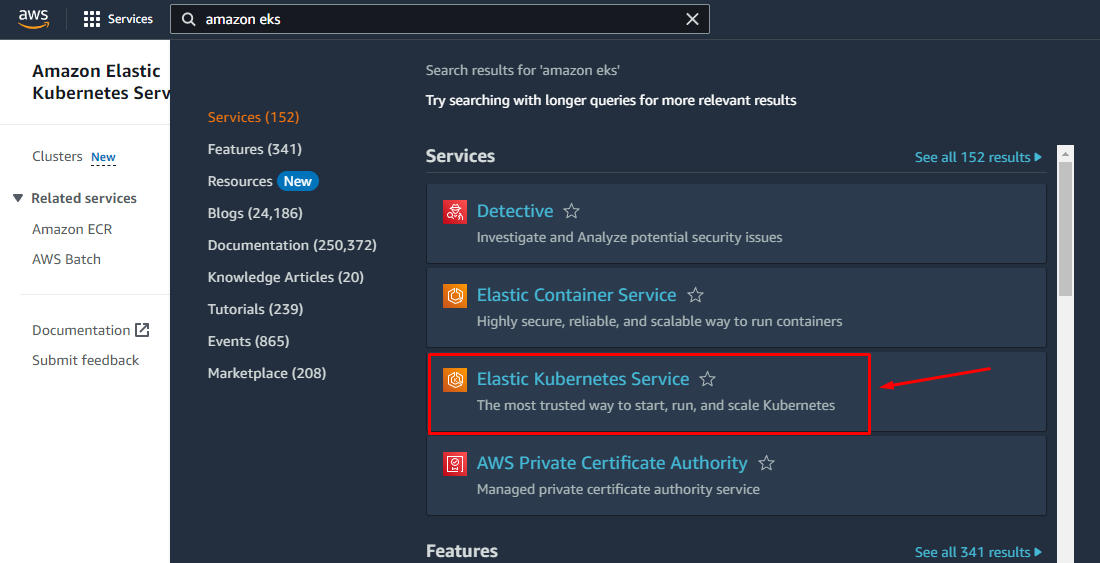 aws
Services
amazon eks
Amazon Elastic
Kubernetes Serv
Clusters New
Related services
Amazon ECR
AWS Batch
Documentation
Submit feedback
Services (152)
Features (341)
Resources New
Blogs (24,186)
Documentation (250,372)
Knowledge Articles (20)
Tutorials (239)
Events (865)
Marketplace (208)
Search results for 'amazon eks'
Try searching with longer queries for more relevant results
Services
See all 152 results
Detective
Investigate and Analyze potential security issues
Elastic Container Service
Highly secure, reliable, and scalable way to run containers
Elastic Kubernetes Service
The most trusted way to start, run, and scale Kubernetes
AWS Private Certificate Authority
Managed private certificate authority service
Features
See all 341 results